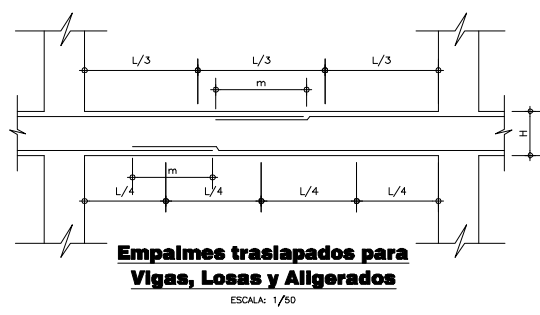 L/3 L/3 L/3
m
H
m
L/4 L/4 L/4 L/4
Empalmes traslapados para
Vigas, Losas y Aligerados
ESCALA: 1/50